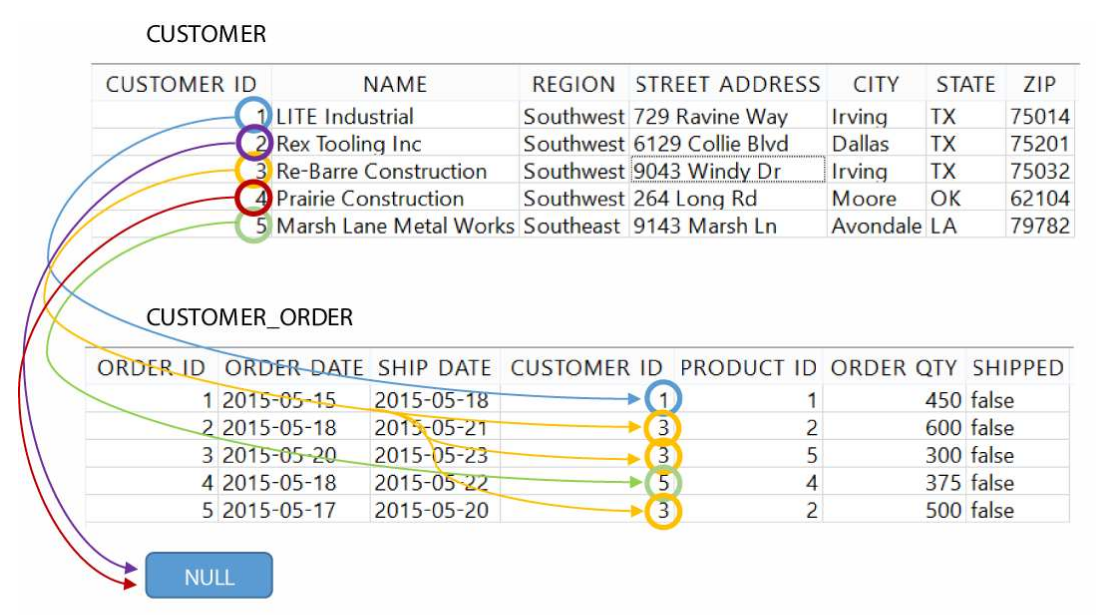 CUSTOMER
CUSTOMER ID NAME REGION STREET ADDRESS CITY STATE ZIP
1 LITE Industrial Southwest 729 Ravine Way Irving TX 75014
2 Rex Tooling Inc Southwest 6129 Collie Blvd Dallas TX 75201
3 Re-Barre Construction Southwest 9043 Windy Dr Irving TX 75032
4 Prairie Construction Southwest 264 Long Rd Moore OK 62104
5 Marsh Lane Metal Works Southeast 9143 Marsh Ln Avondale LA 79782
CUSTOMER_ORDER
ORDER ID ORDER DATE SHIP DATE CUSTOMER ID PRODUCT ID ORDER QTY SHIPPED
1 2015-05-15 2015-05-18 1 1 450 false
2 2015-05-18 2015-05-21 3 2 600 false
3 2015-05-20 2015-05-23 3 5 300 false
4 2015-05-18 2015-05-22 5 4 375 false
5 2015-05-17 2015-05-20 3 2 500 false
NULL